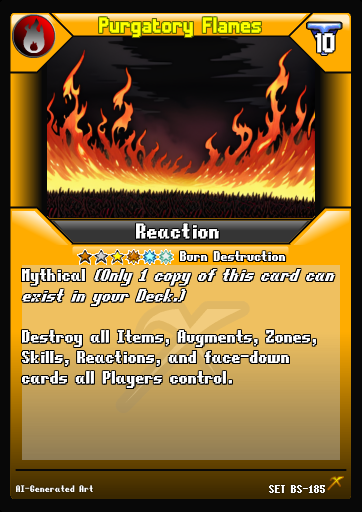 Purgatory Flames
10
Reaction
Burn Destruction
Mythical (Only 1 copy of this card can
exist in your Deck.)
Destroy all Items, Augments, Zones,
Skills, Reactions, and face-down
cards all Players control.
AI-Generated Art
SET BS-185